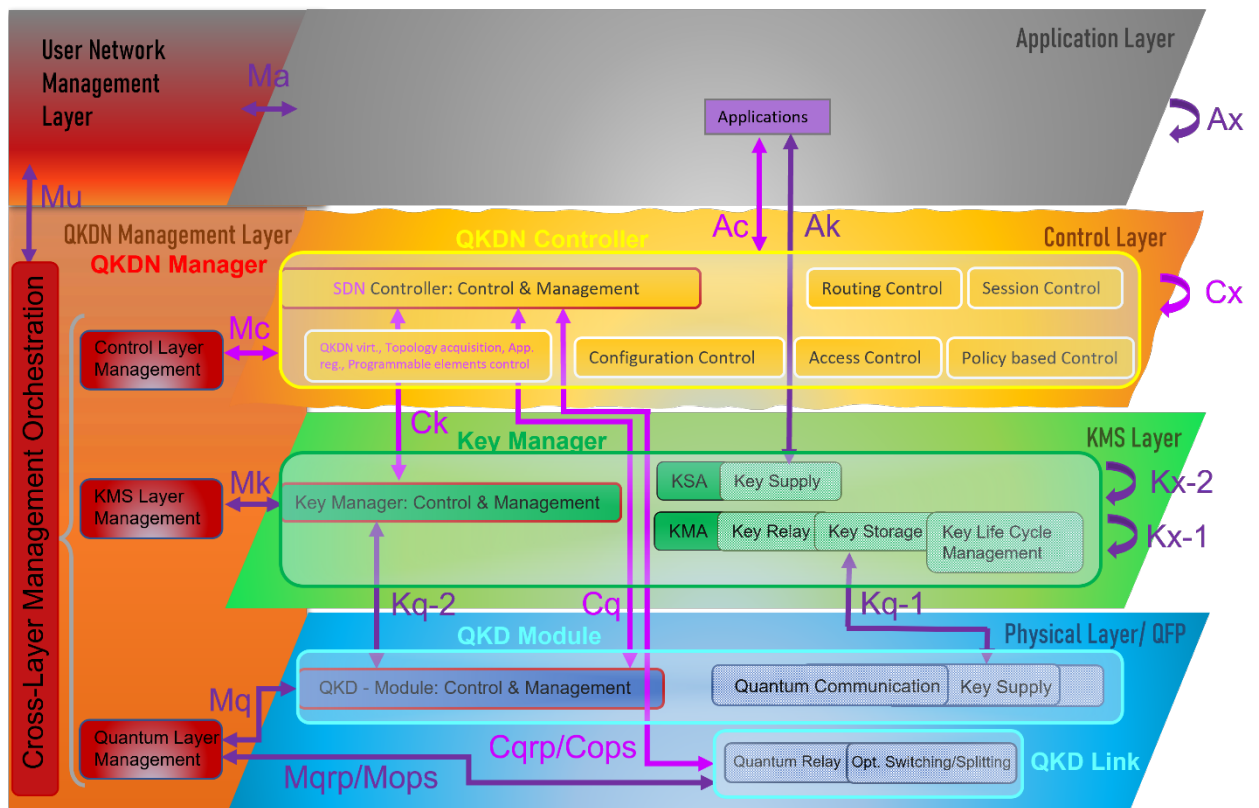 User Network
Management
Layer
Ma
Application Layer
Applications
Ax
Mu
QKDN Management Layer
QKDN Manager
QKDN Controller
Ac
Ak
Control Layer
SDN Controller: Control & Management
Routing Control
Session Control
Cx
Mc
Control Layer
Management
QKDN virt., Topology acquisition, App.
reg., Programmable elements control
Configuration Control
Access Control
Policy based Control
Cross-Layer Management Orchestration
Ck
Key Manager
KMS Layer
KSA
Key Supply
Kx-2
Mk
KMS Layer
Management
Key Manager: Control & Management
KMA
Key Relay
Key Storage
Key Life Cycle
Management
Kx-1
Kq-2
Cq
Kq-1
QKD Module
Physical Layer/ QFP
QKD - Module: Control & Management
Quantum Communication
Key Supply
Mq
Quantum Layer
Management
Cqrp/Cops
Mqrp/Mops
Quantum Relay
Opt. Switching/Splitting
QKD Link